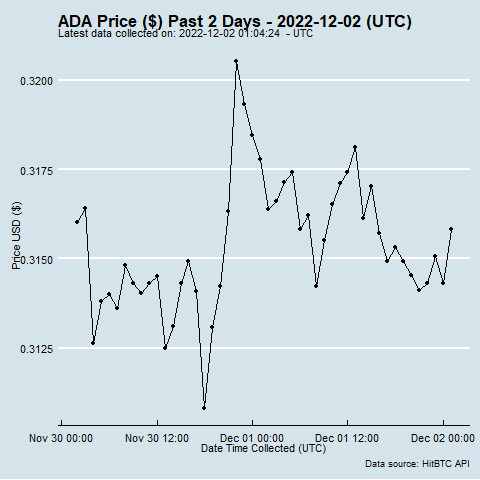 ADA Price ($) Past 2 Days - 2022-12-02 (UTC)
Latest data collected on: 2022-12-02 01:04:24 - UTC
0.3200
0.3175
0.3150
0.3125
Price USD ($)
Nov 30 00:00 Nov 30 12:00 Dec 01 00:00 Dec 01 12:00 Dec 02 00:00
Date Time Collected (UTC)
Data source: HitBTC API